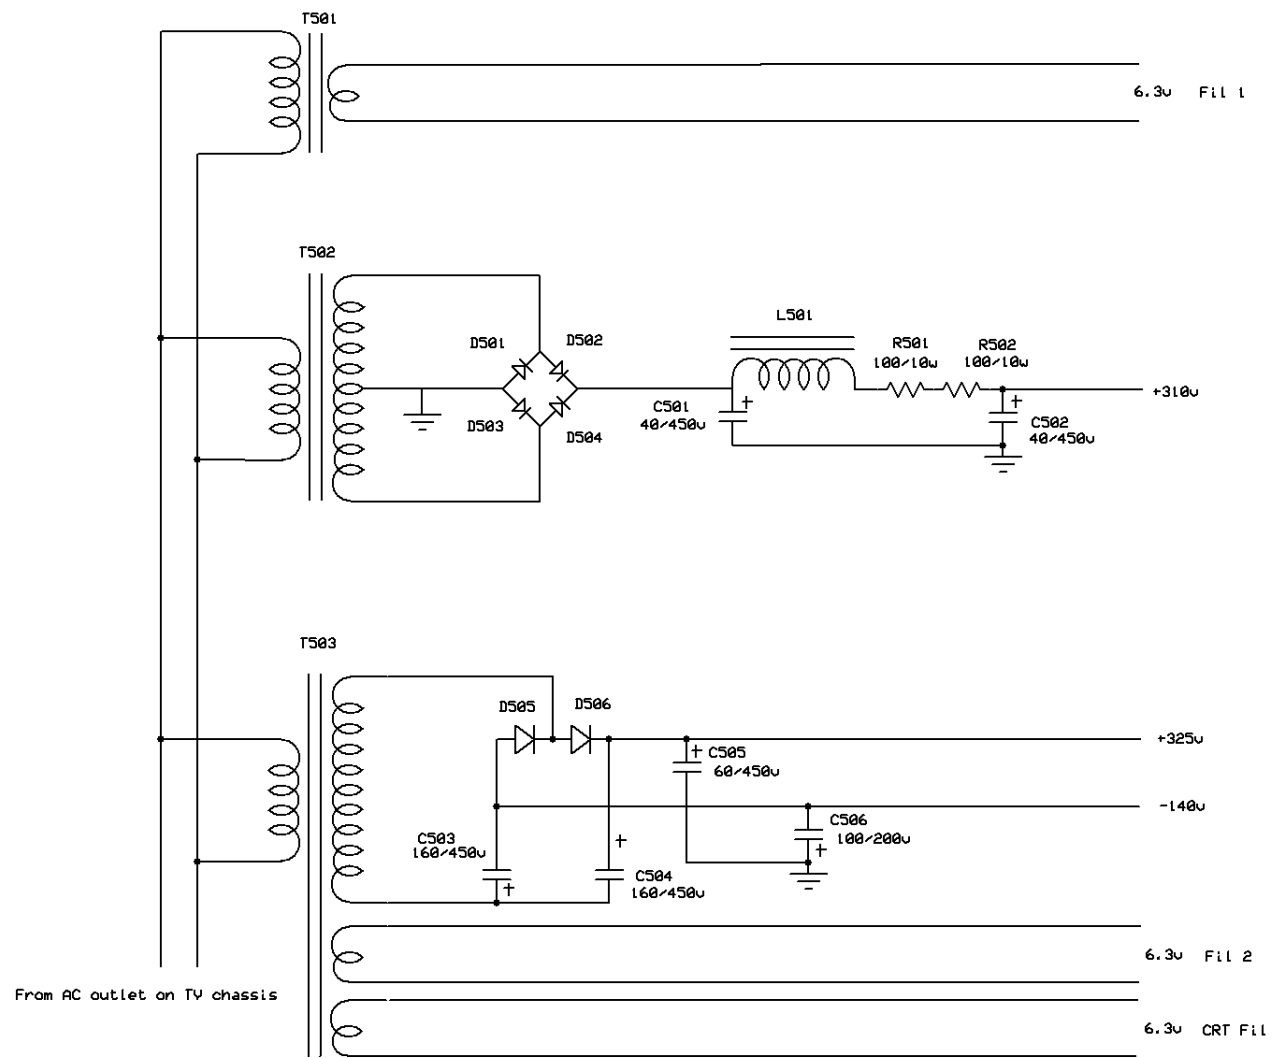 T501
6.3v Fil 1
T502
L501
D501
D502
R501
100/10w
R502
100/10w
+310v
C501
40/450v
C502
40/450v
D503
D504
T503
D505
D506
+325v
C505
60/450v
-140v
C503
160/450v
C506
100/200v
C504
160/450v
6.3v Fil 2
From AC outlet on TV chassis
6.3v CRT Fil